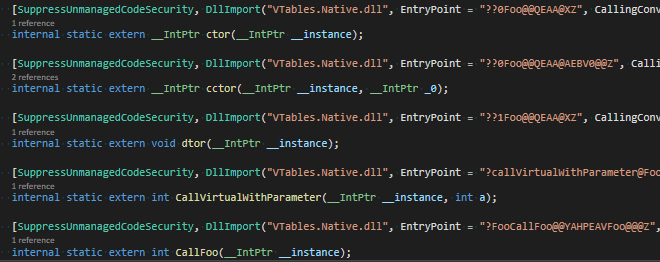 [SuppressUnmanagedCodeSecurity, DllImport("VTables.Native.dll", EntryPoint = "??0Foo@@QEAA@XZ", CallingConv
1 reference
internal static extern __IntPtr ctor(__IntPtr __instance);
[SuppressUnmanagedCodeSecurity, DllImport("VTables.Native.dll", EntryPoint = "??0Foo@@QEAA@AEBV0@@Z", Calli
2 references
internal static extern __IntPtr cctor(__IntPtr __instance, __IntPtr _0);
[SuppressUnmanagedCodeSecurity, DllImport("VTables.Native.dll", EntryPoint = "??1Foo@@QEAA@XZ", CallingConv
1 reference
internal static extern void dtor(__IntPtr __instance);
[SuppressUnmanagedCodeSecurity, DllImport("VTables.Native.dll", EntryPoint = "?callVirtualWithParameter@Foo
1 reference
internal static extern int CallVirtualWithParameter(__IntPtr __instance, int a);
[SuppressUnmanagedCodeSecurity, DllImport("VTables.Native.dll", EntryPoint = "?FooCallFoo@@YAHPEAVFoo@@@Z",
1 reference
internal static extern int CallFoo(__IntPtr __instance);